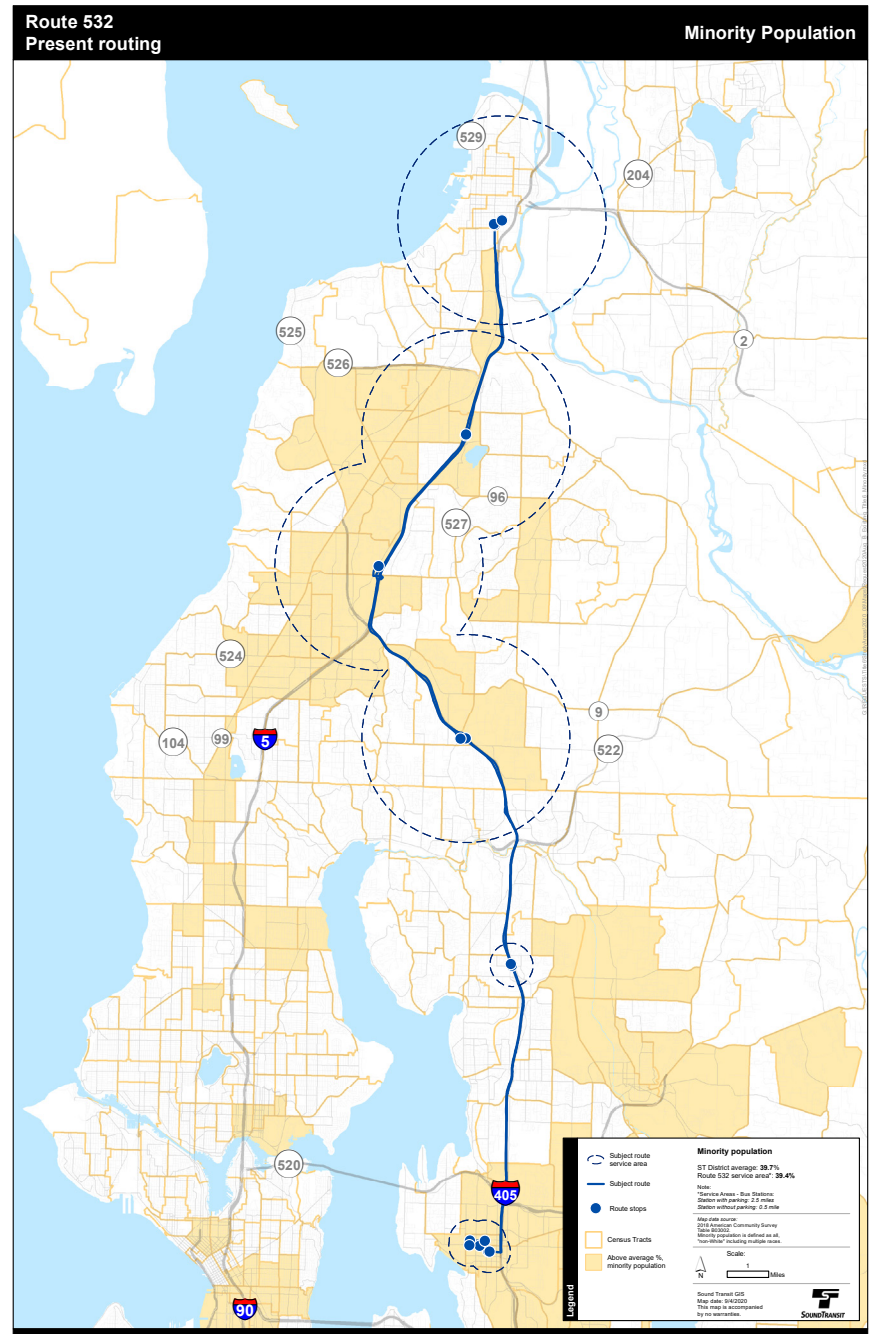 Route 532
Present routing
Minority Population
529
204
525
526
2
96
527
524
9
104
99
5
522
520
405
90
Legend
Subject route
service area
Subject route
Route stops
Census Tracts
Above average %,
minority population
Minority population
ST District average: 39.7%
Route 532 service area*: 39.4%
Note:
*Service Areas - Bus Stations:
Station with parking: 2.5 miles
Station without parking: 0.5 mile
Map data source:
2018 American Community Survey
Table B03002.
Minority population is defined as all,
"non-White" including multiple races.
N
Scale:
1
Miles
Sound Transit GIS
Map date: 9/4/2020
This map is accompanied
by no warranties.
SOUNDTRANSIT